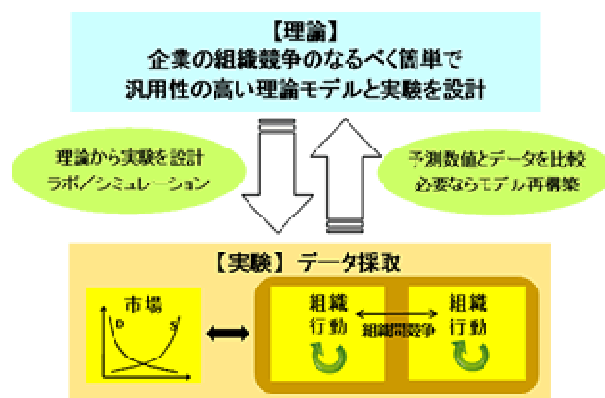 【理論】
企業の組織競争のなるべく簡単で
汎用性の高い理論モデルと実験を設計
理論から実験を設計
ラボ/シミュレーション
予測数値とデータを比較
必要ならモデル再構築
【実験】データ採取
市場
D
S
組織
行動
組織間競争
組織
行動